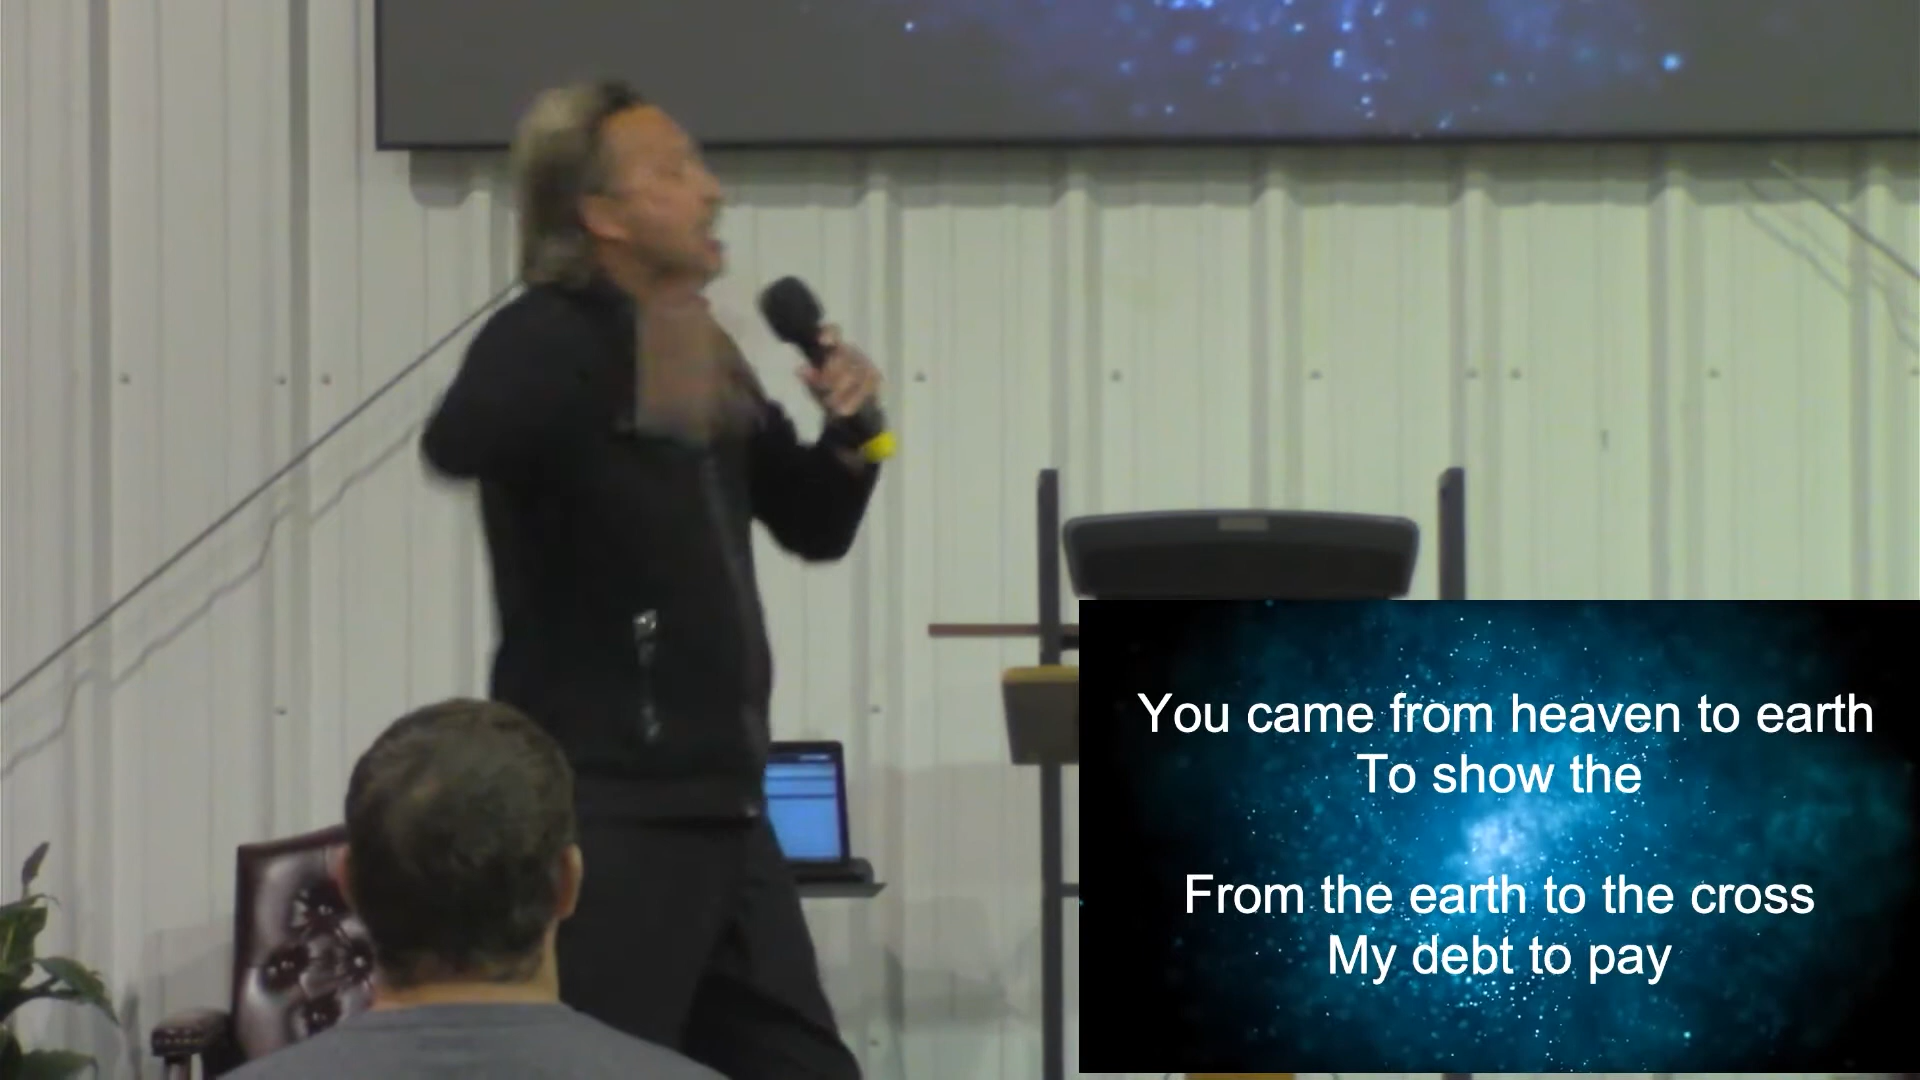 You came from heaven to earth
To show the
From the earth to the cross
My debt to pay